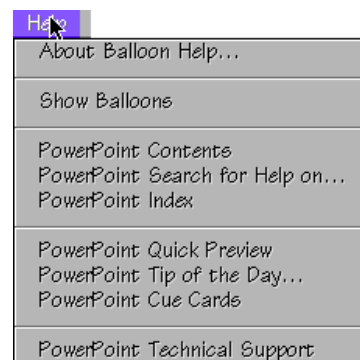 Help
About Balloon Help...
Show Balloons
PowerPoint Contents
PowerPoint Search for Help on...
PowerPoint Index
PowerPoint Quick Preview
PowerPoint Tip of the Day...
PowerPoint Cue Cards
PowerPoint Technical Support